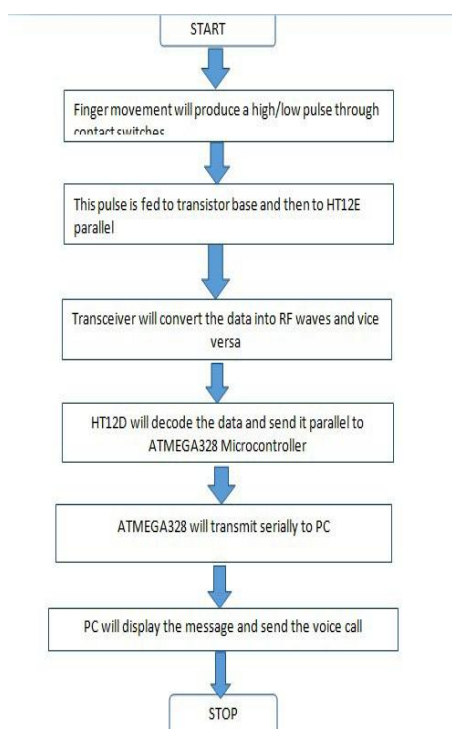 START
Finger movement will produce a high/low pulse through
contact switches
This pulse is fed to transistor base and then to HT12E
parallel
Transceiver will convert the data into RF waves and vice
versa
HT12D will decode the data and send it parallel to
ATMEGA328 Microcontroller
ATMEGA328 will transmit serially to PC
PC will display the message and send the voice call
STOP